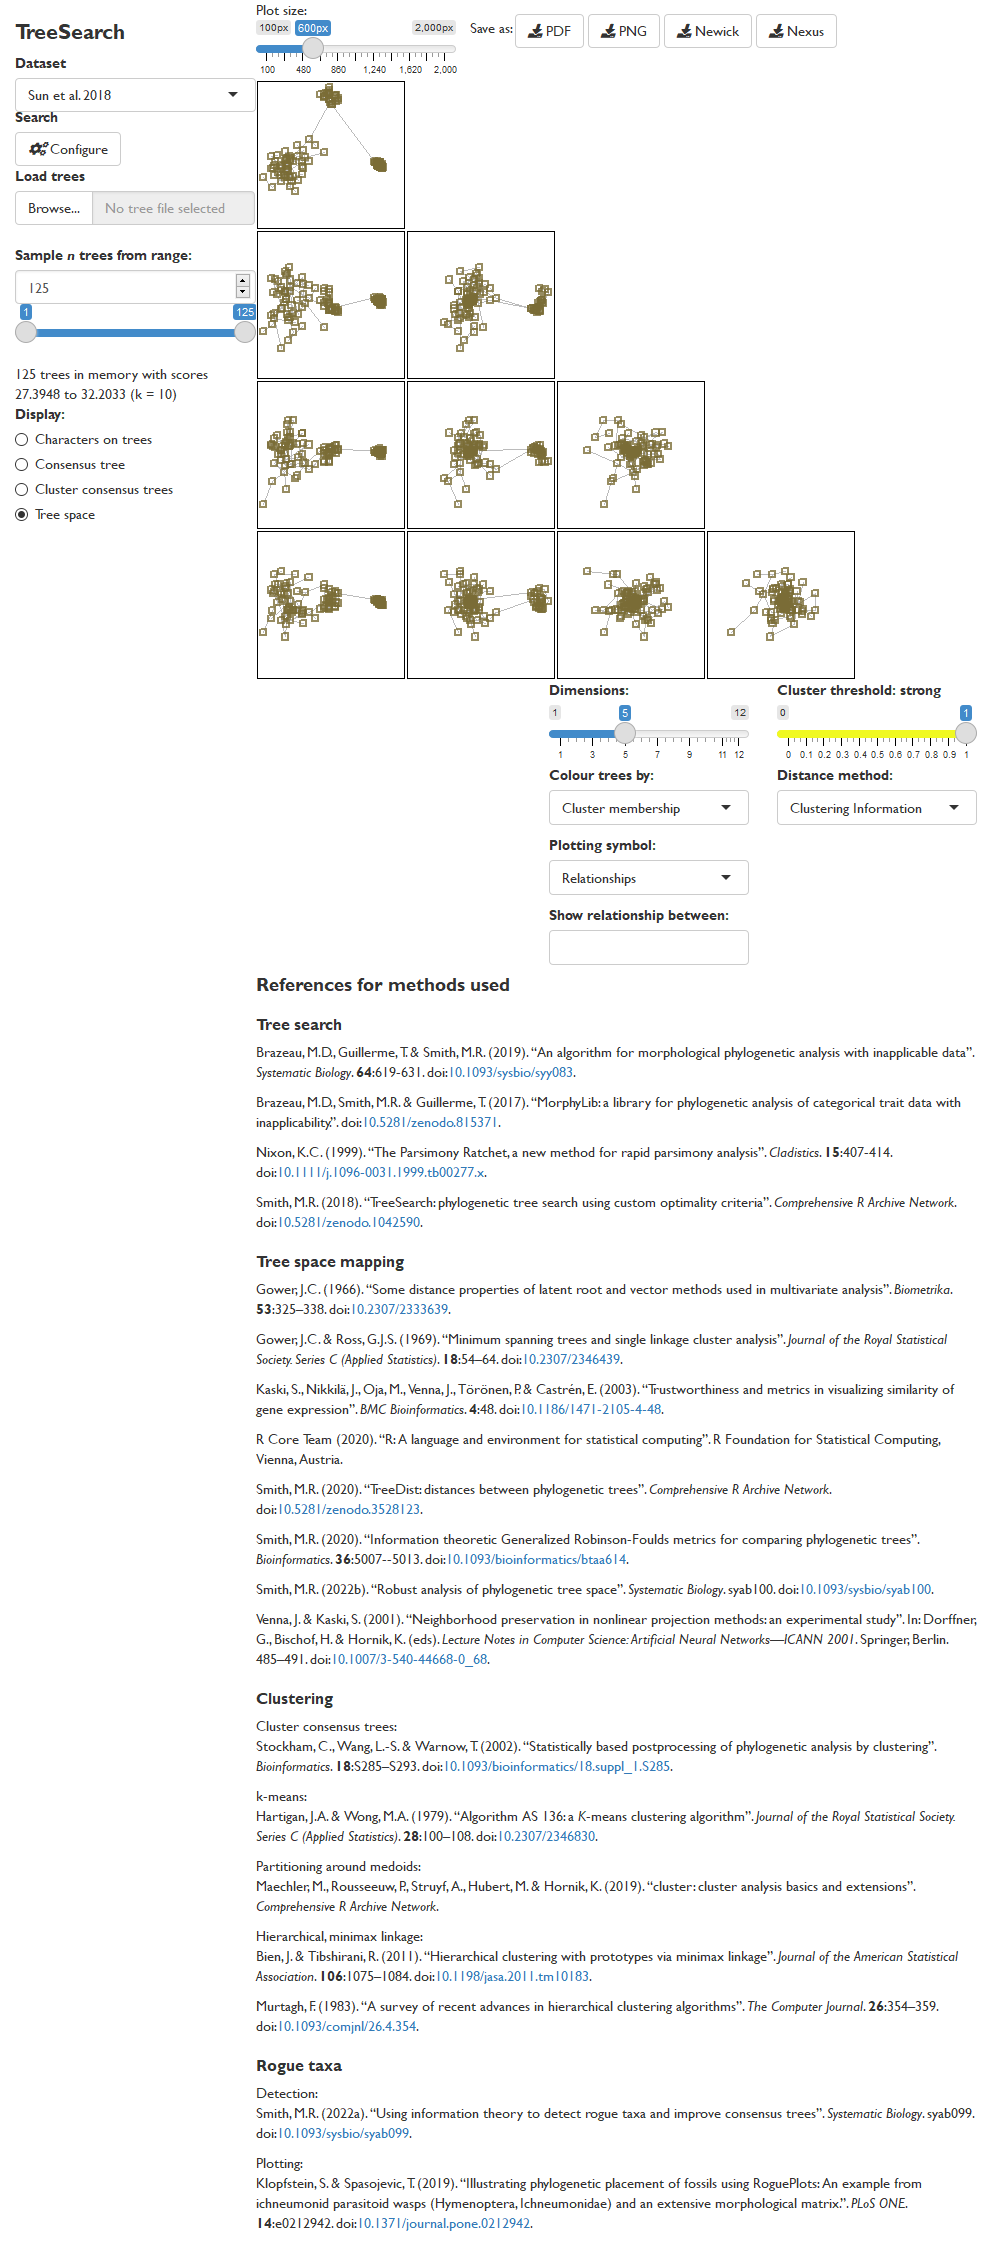 TreeSearch
Dataset
Sun et al. 2018
Search
Configure
Load trees
Browse... No tree file selected
Sample n trees from range:
125
1 125
125 trees in memory with scores
27.3948 to 32.2033 (k = 10)
Display:
Characters on trees
Consensus tree
Cluster consensus trees
Tree space
Plot size:
100px 600px 2,000px
100 480 860 1,240 1,620 2,000
Save as: PDF PNG Newick Nexus
Dimensions:
1 5 12
1 3 5 7 9 11 12
Cluster threshold: strong
0 1
0 0.1 0.2 0.3 0.4 0.5 0.6 0.7 0.8 0.9 1
Colour trees by:
Cluster membership
Distance method:
Clustering Information
Plotting symbol:
Relationships
Show relationship between:
References for methods used
Tree search
Brazeau, M.D., Guillerme, T. & Smith, M.R. (2019). “An algorithm for morphological phylogenetic analysis with inapplicable data”.
Systematic Biology. 64:619-631. doi:10.1093/sysbio/syy083.
Brazeau, M.D., Smith, M.R. & Guillerme, T. (2017). “MorphyLib: a library for phylogenetic analysis of categorical trait data with
inapplicability.”. doi:10.5281/zenodo.815371.
Nixon, K.C. (1999). “The Parsimony Ratchet, a new method for rapid parsimony analysis”. Cladistics. 15:407-414.
doi:10.1111/j.1096-0031.1999.tb00277.x.
Smith, M.R. (2018). “TreeSearch: phylogenetic tree search using custom optimality criteria”. Comprehensive R Archive Network.
doi:10.5281/zenodo.1042590.
Tree space mapping
Gower, J.C. (1966). “Some distance properties of latent root and vector methods used in multivariate analysis”. Biometrika.
53:325–338. doi:10.2307/2333639.
Gower, J.C. & Ross, G.J.S. (1969). “Minimum spanning trees and single linkage cluster analysis”. Journal of the Royal Statistical
Society. Series C (Applied Statistics). 18:54–64. doi:10.2307/2346439.
Kaski, S., Nikkilä, J., Oja, M., Venna, J., Törönen, P. & Castrén, E. (2003). “Trustworthiness and metrics in visualizing similarity of
gene expression”. BMC Bioinformatics. 4:48. doi:10.1186/1471-2105-4-48.
R Core Team (2020). “R: A language and environment for statistical computing”. R Foundation for Statistical Computing,
Vienna, Austria.
Smith, M.R. (2020). “TreeDist: distances between phylogenetic trees”. Comprehensive R Archive Network.
doi:10.5281/zenodo.3528123.
Smith, M.R. (2020). “Information theoretic Generalized Robinson-Foulds metrics for comparing phylogenetic trees”.
Bioinformatics. 36:5007--5013. doi:10.1093/bioinformatics/btaa614.
Smith, M.R. (2022b). “Robust analysis of phylogenetic tree space”. Systematic Biology. syab100. doi:10.1093/sysbio/syab100.
Venna, J. & Kaski, S. (2001). “Neighborhood preservation in nonlinear projection methods: an experimental study”. In: Dorffner,
G., Bischof, H. & Hornik, K. (eds). Lecture Notes in Computer Science: Artificial Neural Networks—ICANN 2001. Springer, Berlin.
485–491. doi:10.1007/3-540-44668-0_68.
Clustering
Cluster consensus trees:
Stockham, C., Wang, L.-S. & Warnow, T. (2002). “Statistically based postprocessing of phylogenetic analysis by clustering”.
Bioinformatics. 18:S285–S293. doi:10.1093/bioinformatics/18.suppl_1.S285.
k-means:
Hartigan, J.A. & Wong, M.A. (1979). “Algorithm AS 136: a K-means clustering algorithm”. Journal of the Royal Statistical Society.
Series C (Applied Statistics). 28:100–108. doi:10.2307/2346830.
Partitioning around medoids:
Maechler, M., Rousseeuw, P., Struyf, A., Hubert, M. & Hornik, K. (2019). “cluster: cluster analysis basics and extensions”.
Comprehensive R Archive Network.
Hierarchical, minimax linkage:
Bien, J. & Tibshirani, R. (2011). “Hierarchical clustering with prototypes via minimax linkage”. Journal of the American Statistical
Association. 106:1075–1084. doi:10.1198/jasa.2011.tm10183.
Murtagh, F. (1983). “A survey of recent advances in hierarchical clustering algorithms”. The Computer Journal. 26:354–359.
doi:10.1093/comjnl/26.4.354.
Rogue taxa
Detection:
Smith, M.R. (2022a). “Using information theory to detect rogue taxa and improve consensus trees”. Systematic Biology. syab099.
doi:10.1093/sysbio/syab099.
Plotting:
Klopfstein, S. & Spasojevic, T. (2019). “Illustrating phylogenetic placement of fossils using RoguePlots: An example from
ichneumonid parasitoid wasps (Hymenoptera, Ichneumonidae) and an extensive morphological matrix.”. PLoS ONE.
14:e0212942. doi:10.1371/journal.pone.0212942.